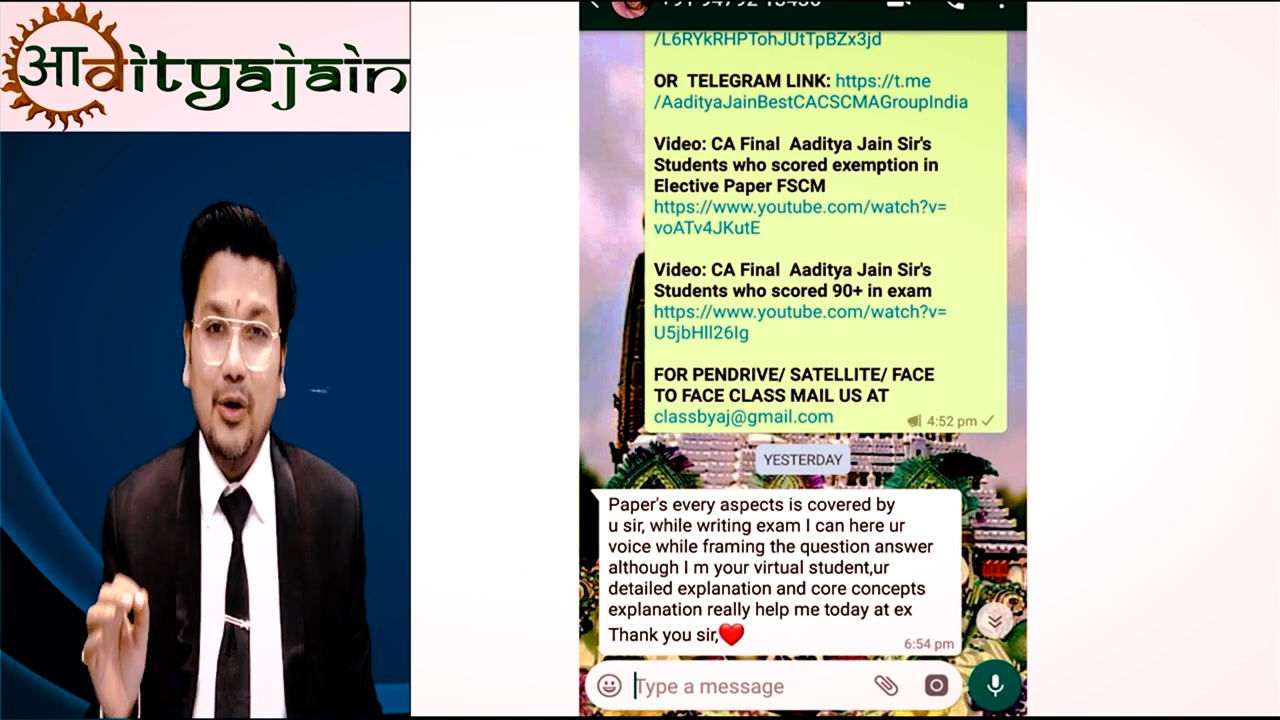 आdityajain
/L6RYkRHPTohJUtTpBZx3jd
OR TELEGRAM LINK: https://t.me
/AadityaJainBestCACSCMAGroupIndia
Video: CA Final Aaditya Jain Sir's
Students who scored exemption in
Elective Paper FSCM
https://www.youtube.com/watch?v=
voATv4JKutE
Video: CA Final Aaditya Jain Sir's
Students who scored 90+ in exam
https://www.youtube.com/watch?v=
U5jbHll26Ig
FOR PENDRIVE/ SATELLITE/ FACE
TO FACE CLASS MAIL US AT
classbyaj@gmail.com
4:52 pm
YESTERDAY
Paper's every aspects is covered by
u sir, while writing exam I can here ur
voice while framing the question answer
although I m your virtual student,ur
detailed explanation and core concepts
explanation really help me today at ex
Thank you sir,❤️
6:54 pm
Type a message